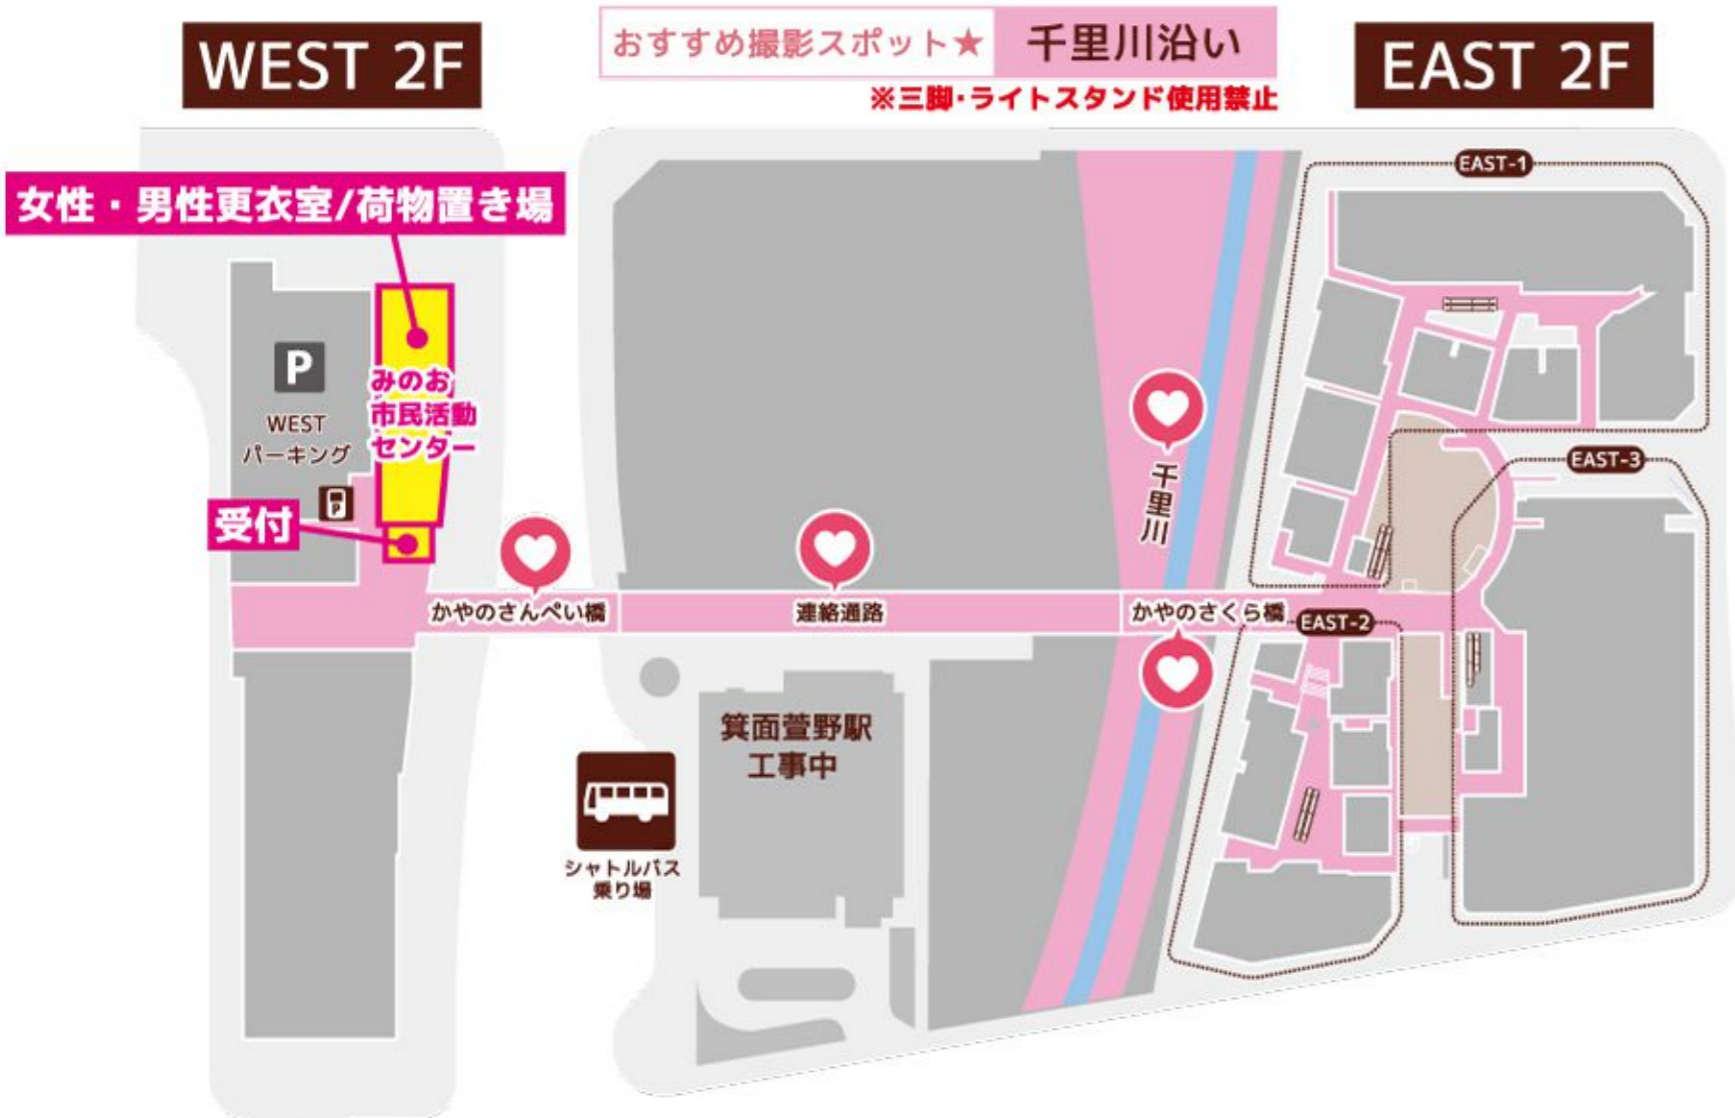 WEST 2F
おすすめ撮影スポット★
千里川沿い
※三脚・ライトスタンド使用禁止
EAST 2F
女性・男性更衣室/荷物置き場
EAST-1
P
WEST
パーキング
みのお
市民活動
センター
P
受付
千里川
EAST-3
かやのさんぺい橋
連絡通路
かやのさくら橋
EAST-2
箕面萱野駅
工事中
シャトルバス
乗り場